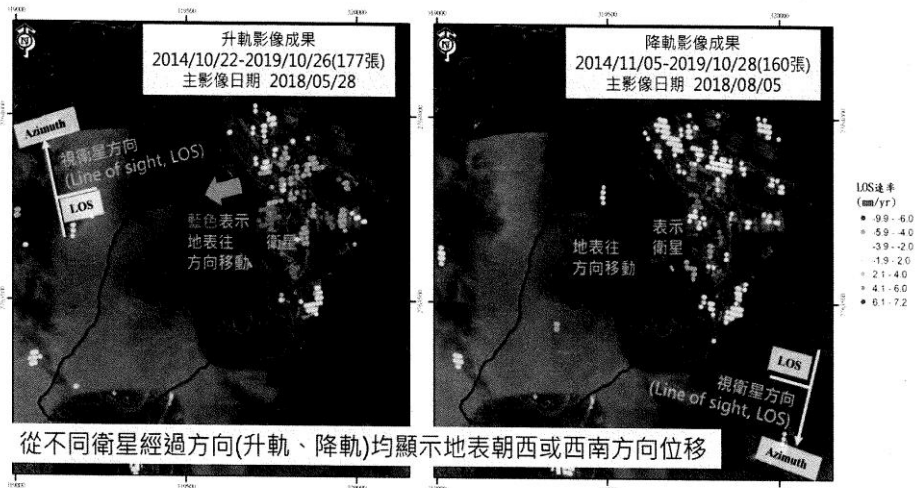 升軌影像成果
2014/10/22-2019/10/26(177張)
主影像日期 2018/05/28
N
Azimuth
視衛星方向
(Line of sight, LOS)
LOS
藍色表示
地表往 衛星
方向移動
降軌影像成果
2014/11/05-2019/10/28(160張)
主影像日期 2018/08/05
N
表示
地表往 衛星
方向移動
LOS
視衛星方向
(Line of sight, LOS)
Azimuth
LOS速率
(mm/yr)
-9.9 - -6.0
-5.9 - -4.0
-3.9 - -2.0
-1.9 - 2.0
2.1 - 4.0
4.1 - 6.0
6.1 - 7.2
從不同衛星經過方向(升軌、降軌)均顯示地表朝西或西南方向位移